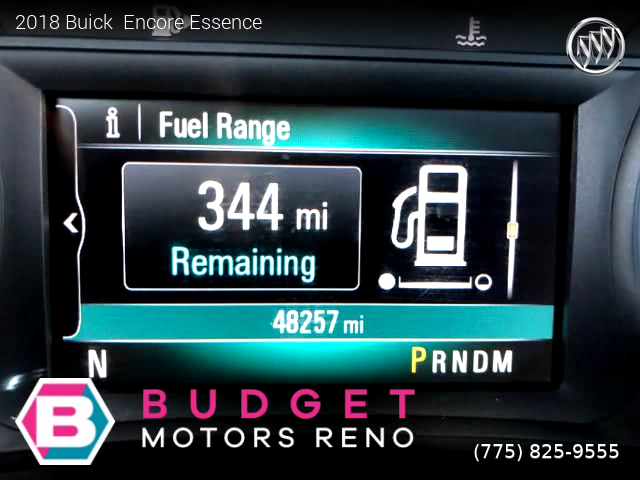 2018 Buick  Encore Essence
i | Fuel Range
344 mi
Remaining
48257 mi
N
PRNDM
B
BUDGET
MOTORS RENO
(775) 825-9555